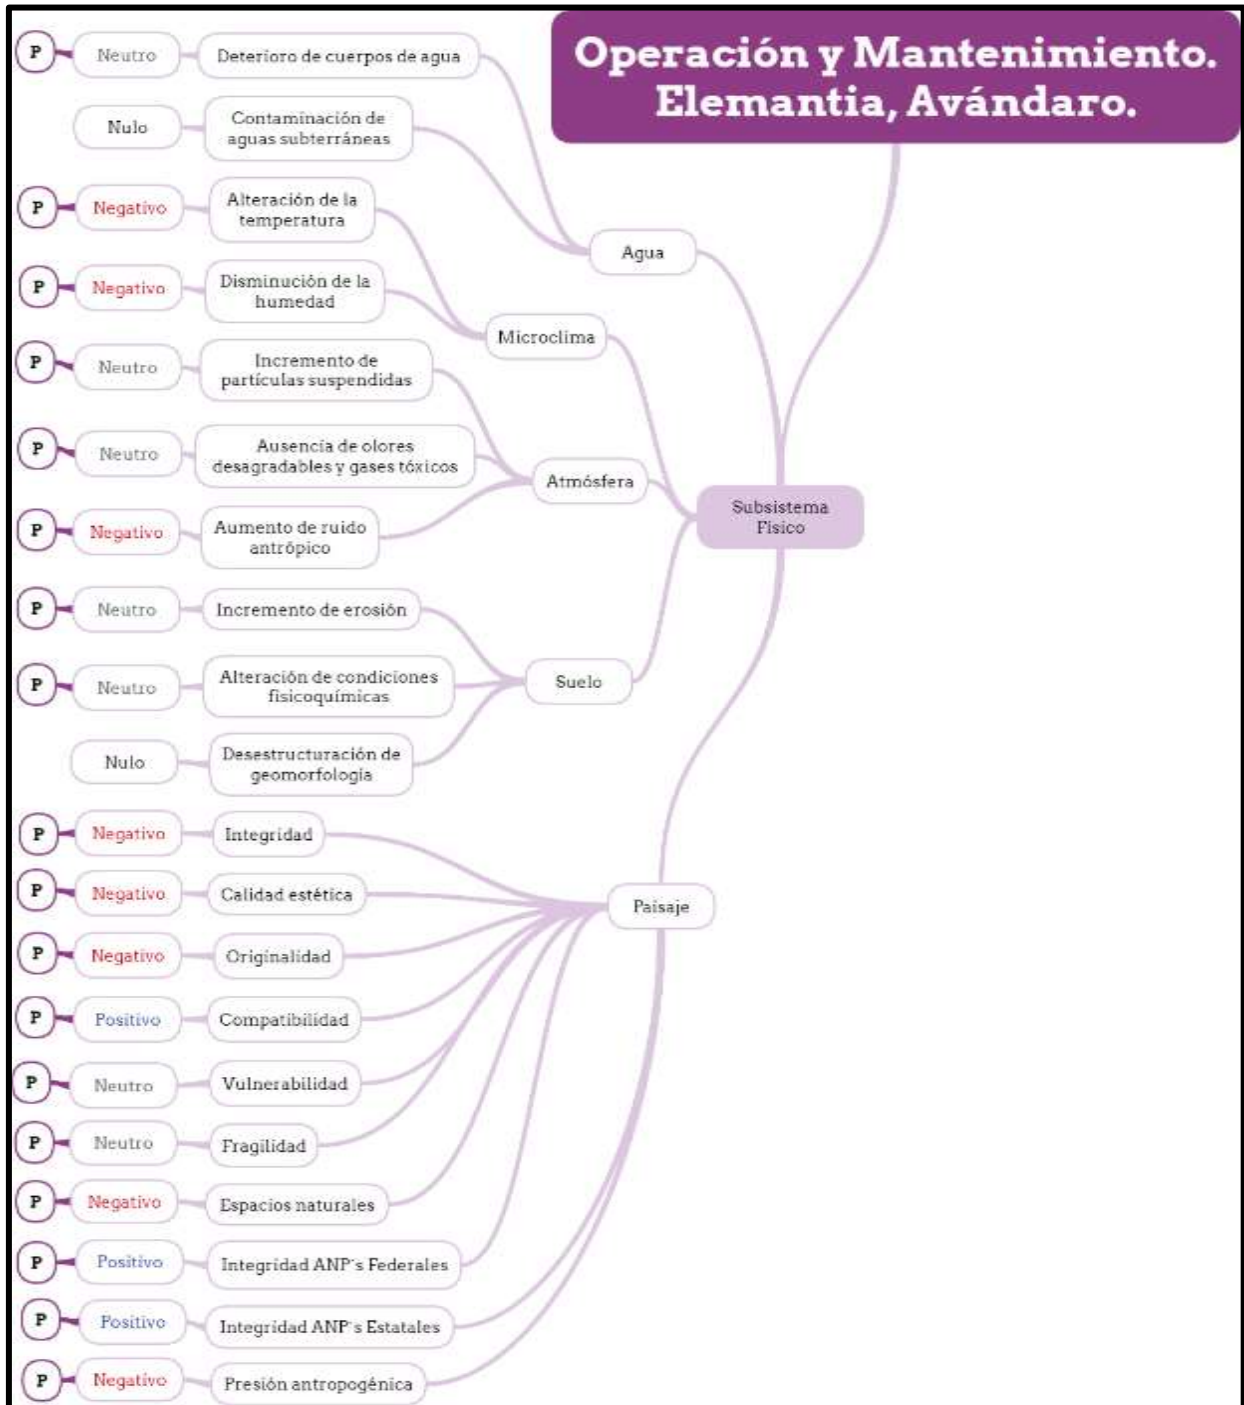 Operación y Mantenimiento.
Elemantia, Avándaro.
P
Neutro
Deterioro de cuerpos de agua
Nulo
Contaminación de
aguas subterráneas
P
Negativo
Alteración de la
temperatura
Agua
P
Negativo
Disminución de la
humedad
Microclima
P
Neutro
Incremento de
partículas suspendidas
P
Neutro
Ausencia de olores
desagradables y gases tóxicos
Atmósfera
Subsistema
Físico
P
Negativo
Aumento de ruido
antrópico
P
Neutro
Incremento de erosión
P
Neutro
Alteración de condiciones
fisicoquímicas
Suelo
Nulo
Desestructuración de
geomorfología
P
Negativo
Integridad
P
Negativo
Calidad estética
Paisaje
P
Negativo
Originalidad
P
Positivo
Compatibilidad
P
Neutro
Vulnerabilidad
P
Neutro
Fragilidad
P
Negativo
Espacios naturales
P
Positivo
Integridad ANP´s Federales
P
Positivo
Integridad ANP´s Estatales
P
Negativo
Presión antropogénica